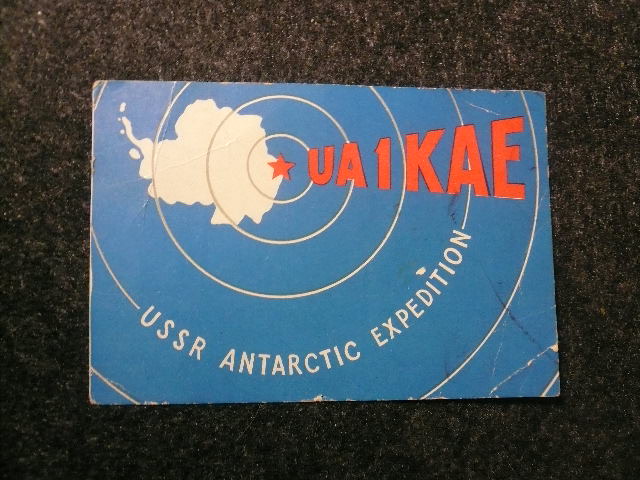 UA1KAE
USSR ANTARCTIC EXPEDITION